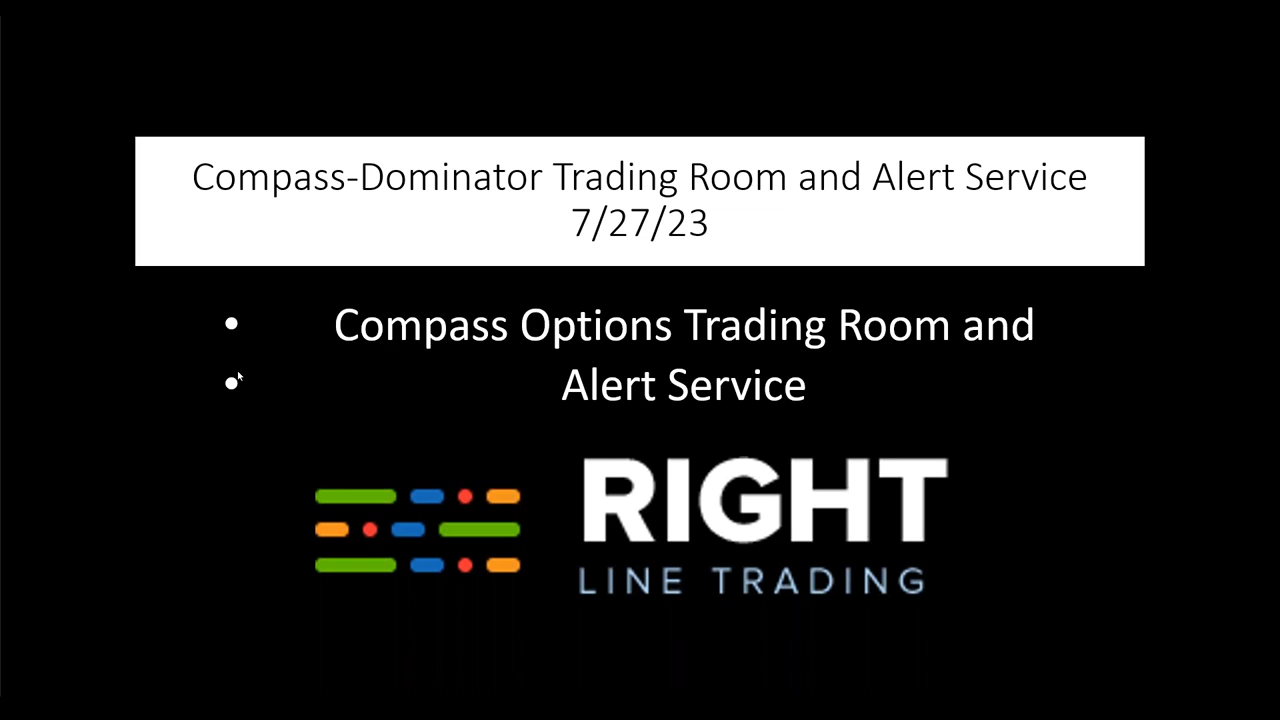 Compass-Dominator Trading Room and Alert Service
7/27/23
• Compass Options Trading Room and
• Alert Service
RIGHT
LINE TRADING